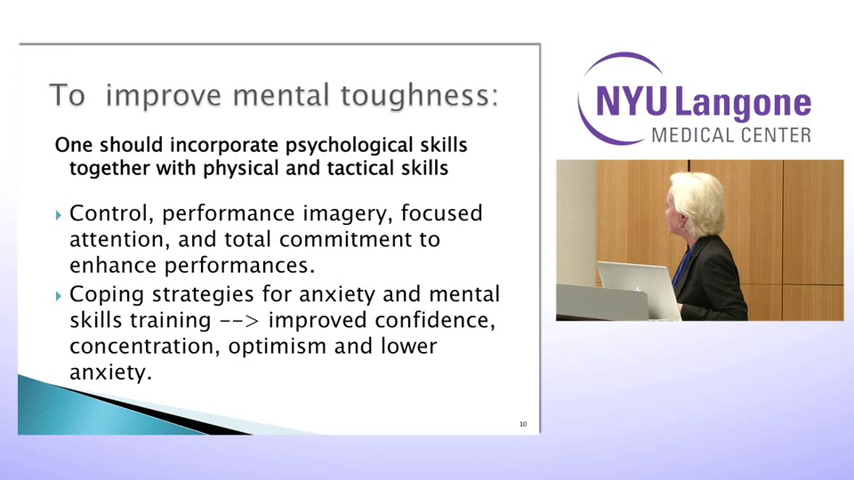 To improve mental toughness:
One should incorporate psychological skills
together with physical and tactical skills
Control, performance imagery, focused
attention, and total commitment to
enhance performances.
Coping strategies for anxiety and mental
skills training --> improved confidence,
concentration, optimism and lower
anxiety.
10
NYU Langone
MEDICAL CENTER